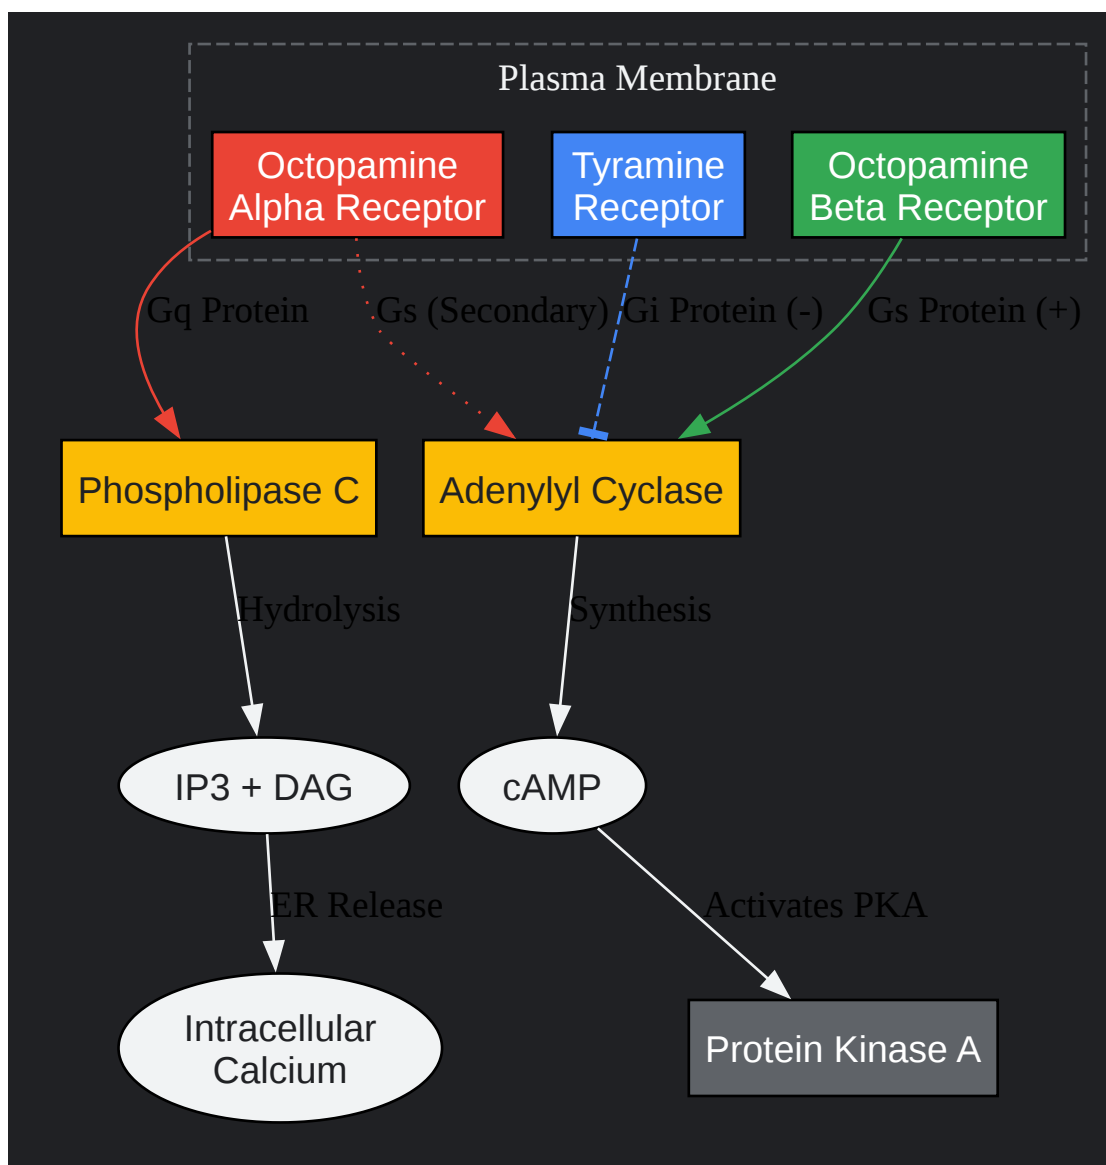 Plasma Membrane
Octopamine
Alpha Receptor
Tyramine
Receptor
Octopamine
Beta Receptor
Gq Protein
Gs (Secondary)
Gi Protein (-)
Gs Protein (+)
Phospholipase C
Adenylyl Cyclase
Hydrolysis
Synthesis
IP3 + DAG
cAMP
ER Release
Activates PKA
Intracellular
Calcium
Protein Kinase A